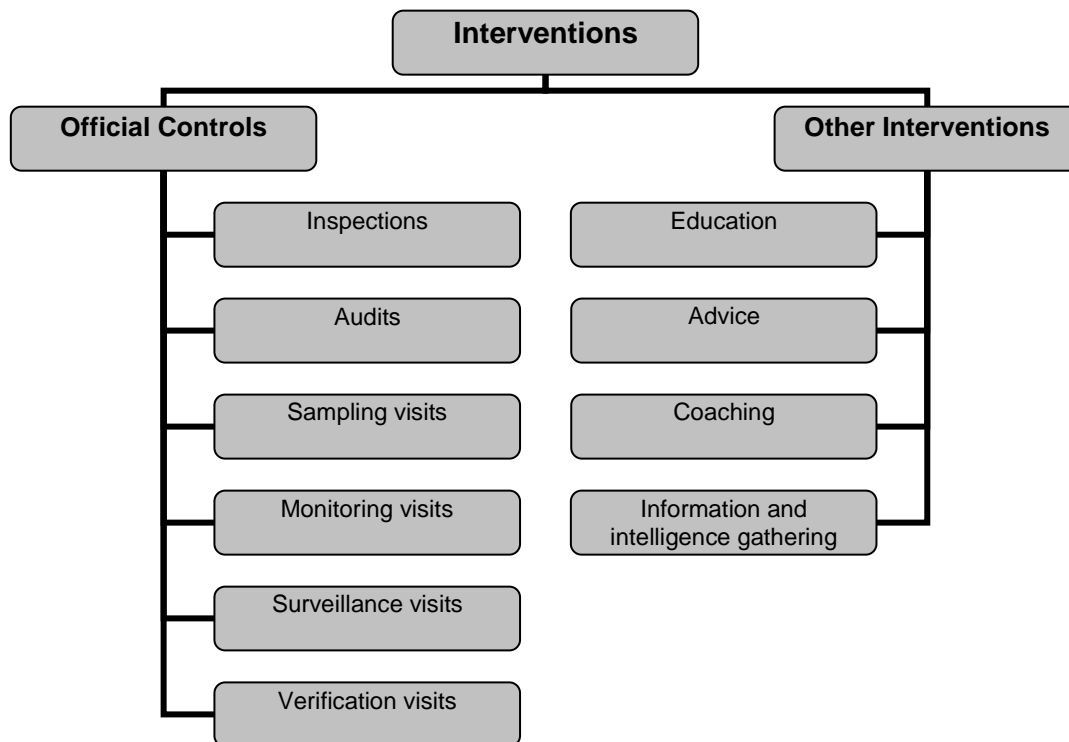 Interventions
Official Controls
Other Interventions
Inspections
Education
Audits
Advice
Sampling visits
Coaching
Monitoring visits
Information and
intelligence gathering
Surveillance visits
Verification visits